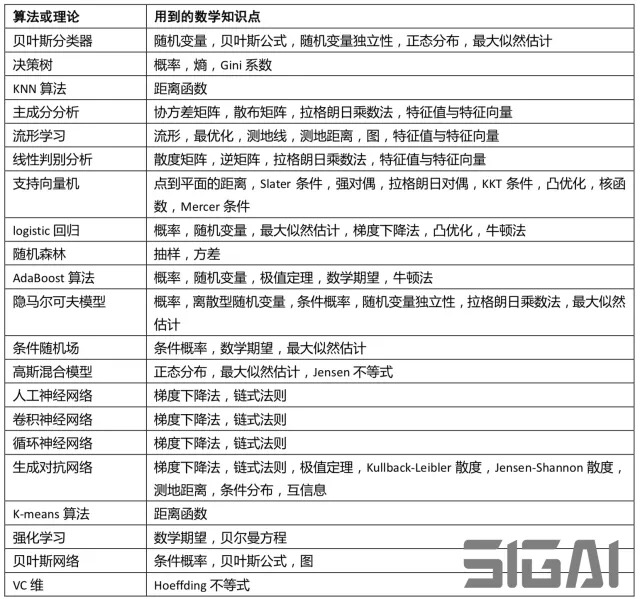 算法或理论 用到的数学知识点
贝叶斯分类器 随机变量，贝叶斯公式，随机变量独立性，正态分布，最大似然估计
决策树 概率，熵，Gini 系数
KNN 算法 距离函数
主成分分析 协方差矩阵，散布矩阵，拉格朗日乘数法，特征值与特征向量
流形学习 流形，最优化，测地线，测地距离，图，特征值与特征向量
线性判别分析 散度矩阵，逆矩阵，拉格朗日乘数法，特征值与特征向量
支持向量机 点到平面的距离，Slater 条件，强对偶，拉格朗日对偶，KKT 条件，凸优化，核函
数，Mercer 条件
logistic 回归 概率，随机变量，最大似然估计，梯度下降法，凸优化，牛顿法
随机森林 抽样，方差
AdaBoost 算法 概率，随机变量，极值定理，数学期望，牛顿法
隐马尔可夫模型 概率，离散型随机变量，条件概率，随机变量独立性，拉格朗日乘数法，最大似然
估计
条件随机场 条件概率，数学期望，最大似然估计
高斯混合模型 正态分布，最大似然估计，Jensen 不等式
人工神经网络 梯度下降法，链式法则
卷积神经网络 梯度下降法，链式法则
循环神经网络 梯度下降法，链式法则
生成对抗网络 梯度下降法，链式法则，极值定理，Kullback-Leibler 散度，Jensen-Shannon 散度，
测地距离，条件分布，互信息
K-means 算法 距离函数
强化学习 数学期望，贝尔曼方程
贝叶斯网络 条件概率，贝叶斯公式，图
VC 维 Hoeffding 不等式
SIGAI